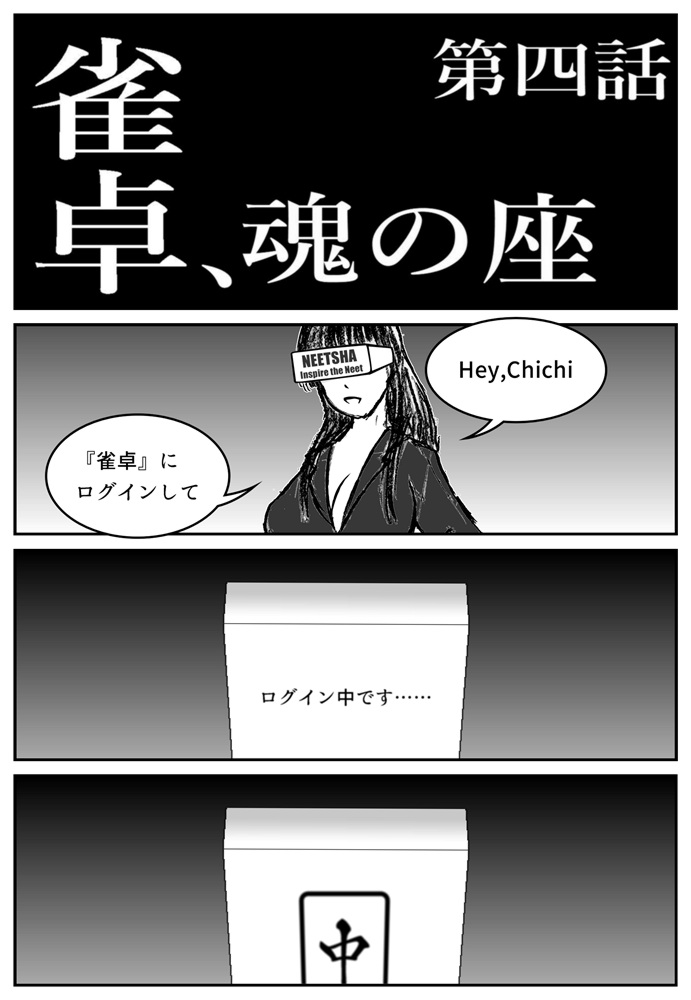 第四話
雀卓、魂の座
Hey,Chichi
NEETSHA
Inspire the Neet
『雀卓』に
ログインして
ログイン中です……
中